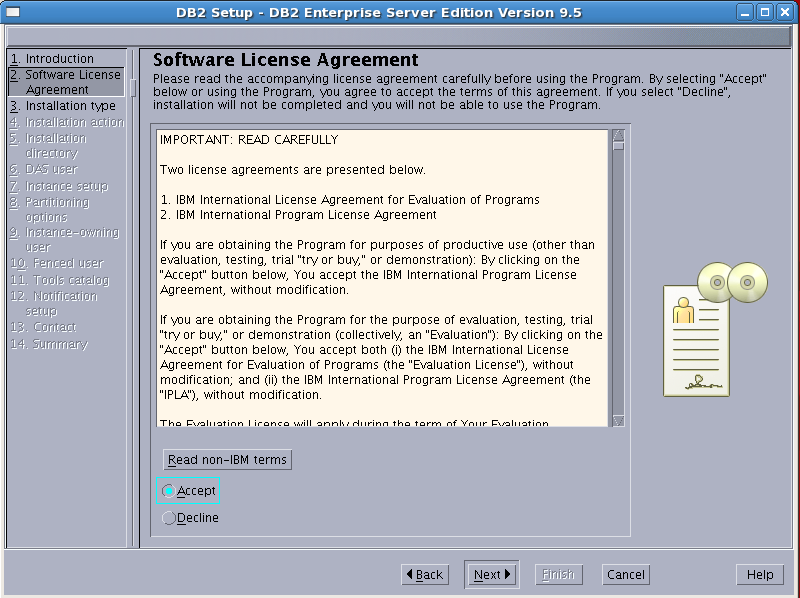 DB2 Setup - DB2 Enterprise Server Edition Version 9.5
1. Introduction
2. Software License
Agreement
3. Installation type
4. Installation action
5. Installation
directory
6. DAS user
7. Instance setup
8. Partitioning
options
9. Instance-owning
user
10. Fenced user
11. Tools catalog
12. Notification
setup
13. Contact
14. Summary
Software License Agreement
Please read the accompanying license agreement carefully before using the Program. By selecting "Accept"
below or using the Program, you agree to accept the terms of this agreement. If you select "Decline",
installation will not be completed and you will not be able to use the Program.
IMPORTANT: READ CAREFULLY
Two license agreements are presented below.
1. IBM International License Agreement for Evaluation of Programs
2. IBM International Program License Agreement
If you are obtaining the Program for purposes of productive use (other than
evaluation, testing, trial "try or buy," or demonstration): By clicking on the
"Accept" button below, You accept the IBM International Program License
Agreement, without modification.
If you are obtaining the Program for the purpose of evaluation, testing, trial
"try or buy," or demonstration (collectively, an "Evaluation"): By clicking on the
"Accept" button below, You accept both (i) the IBM International License
Agreement for Evaluation of Programs (the "Evaluation License"), without
modification; and (ii) the IBM International Program License Agreement (the
"IPLA"), without modification.
The Evaluation License will apply during the term of Your Evaluation.
Read non-IBM terms
Accept
Decline
Back
Next
Finish
Cancel
Help